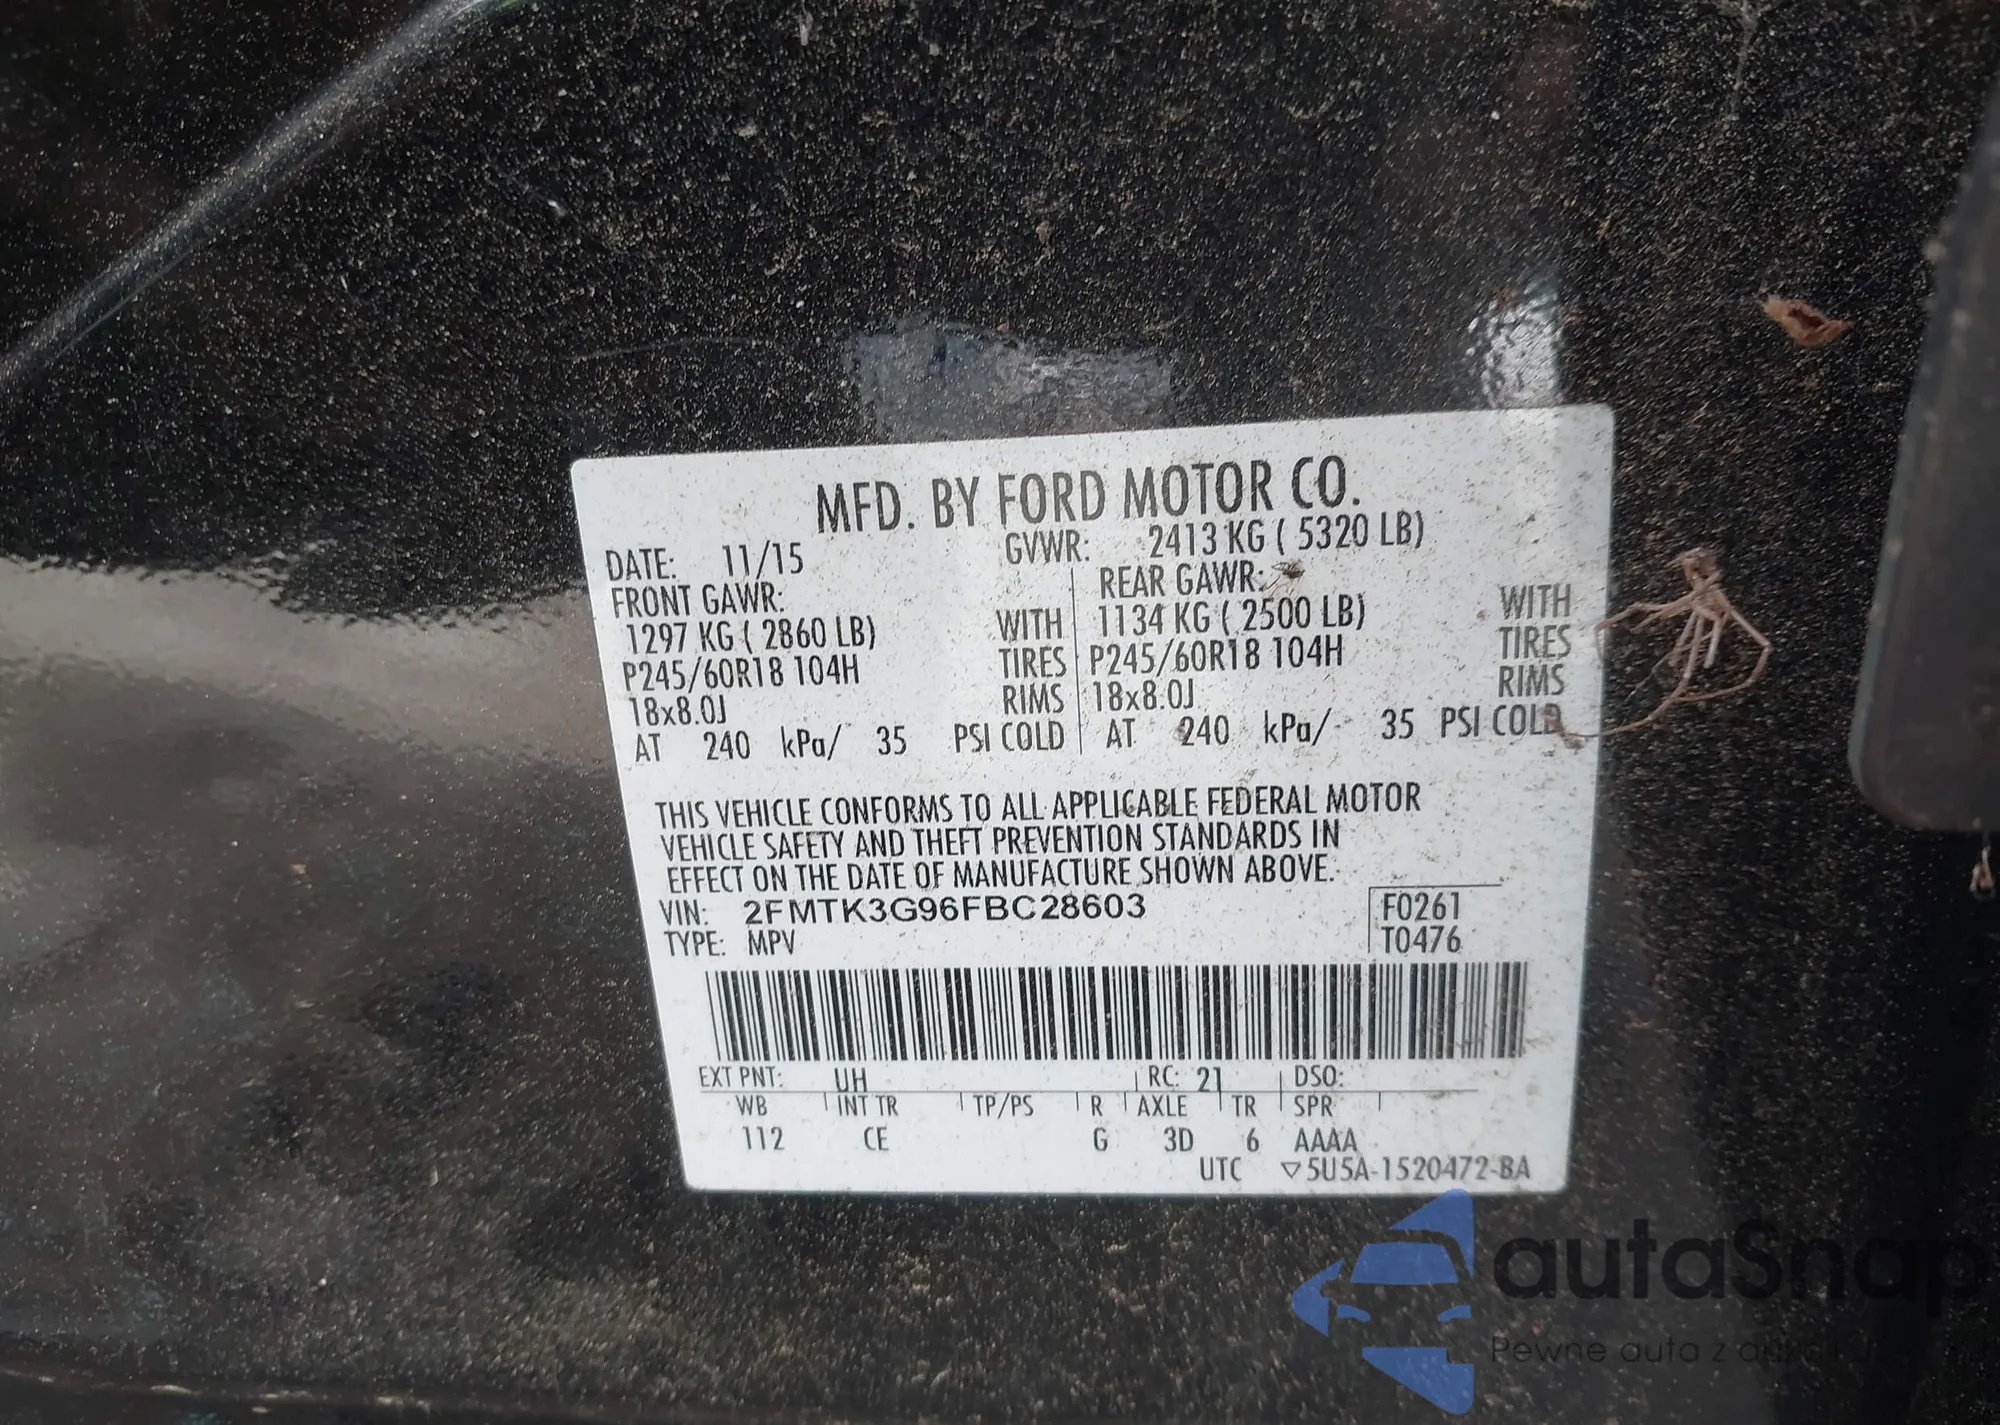 MFD. BY FORD MOTOR CO.
DATE: 11/15 GVWR: 2413 KG ( 5320 LB)
FRONT GAWR: REAR GAWR:
1297 KG ( 2860 LB) WITH 1134 KG ( 2500 LB) WITH
P245/60R18 104H TIRES P245/60R18 104H TIRES
18x8.0J RIMS 18x8.0J RIMS
AT 240 kPa/ 35 PSI COLD AT 240 kPa/ 35 PSI COLD
THIS VEHICLE CONFORMS TO ALL APPLICABLE FEDERAL MOTOR
VEHICLE SAFETY AND THEFT PREVENTION STANDARDS IN
EFFECT ON THE DATE OF MANUFACTURE SHOWN ABOVE.
VIN: 2FMTK3G96FBC28603 F0261
TYPE: MPV T0476
EXT PNT: UH RC: 21 DSO:
WB INT TR TP/PS R AXLE TR SPR
112 CE G 3D 6 AAAA
UTC ▽5U5A-1520472-BA
autaSnap
Pewne auta z